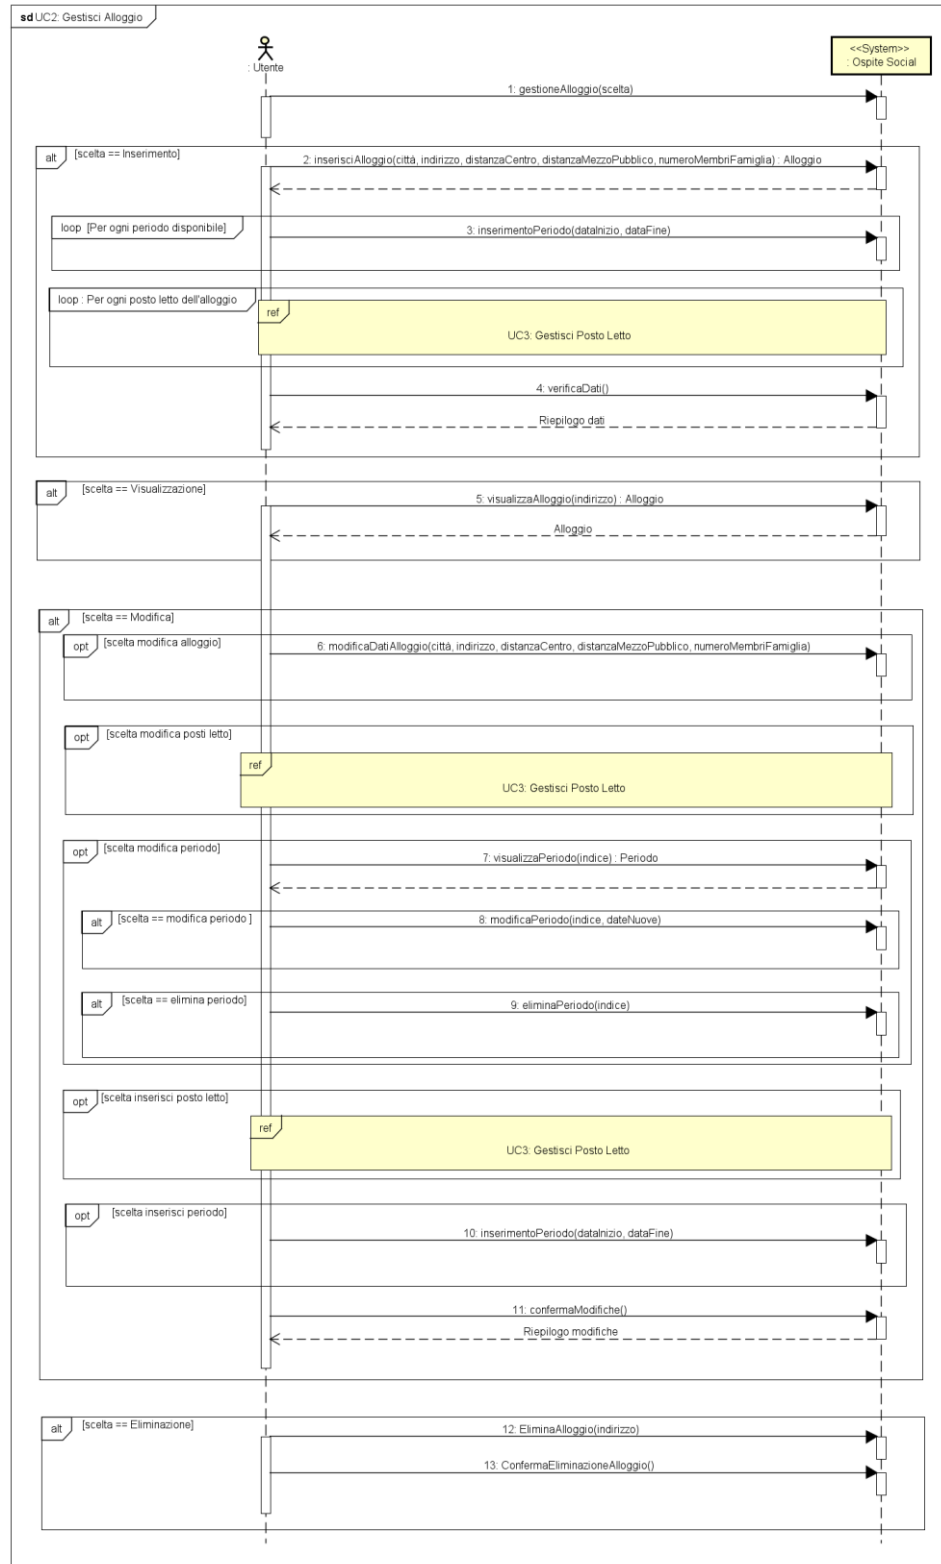 sd UC2: Gestisci Alloggio
: Utente
<<System>>
: Ospite Social
1: gestioneAlloggio(scelta)
alt
[scelta == Inserimento]
2: inserisciAlloggio(città, indirizzo, distanzaCentro, distanzaMezzoPubblico, numeroMembriFamiglia) : Alloggio
loop [Per ogni periodo disponibile]
3: inserimentoPeriodo(dataInizio, dataFine)
loop : Per ogni posto letto dell'alloggio
ref
UC3: Gestisci Posto Letto
4: verificaDati()
Riepilogo dati
alt
[scelta == Visualizzazione]
5: visualizzaAlloggio(indirizzo) : Alloggio
Alloggio
alt
[scelta == Modifica]
opt
[scelta modifica alloggio]
6: modificaDatiAlloggio(città, indirizzo, distanzaCentro, distanzaMezzoPubblico, numeroMembriFamiglia)
opt
[scelta modifica posti letto]
ref
UC3: Gestisci Posto Letto
opt
[scelta modifica periodo]
7: visualizzaPeriodo(indice) : Periodo
alt
[scelta == modifica periodo ]
8: modificaPeriodo(indice, dateNuove)
alt
[scelta == elimina periodo]
9: eliminaPeriodo(indice)
opt
[scelta inserisci posto letto]
ref
UC3: Gestisci Posto Letto
opt
[scelta inserisci periodo]
10: inserimentoPeriodo(dataInizio, dataFine)
11: confermaModifiche()
Riepilogo modifiche
alt
[scelta == Eliminazione]
12: EliminaAlloggio(indirizzo)
13: ConfermaEliminazioneAlloggio()